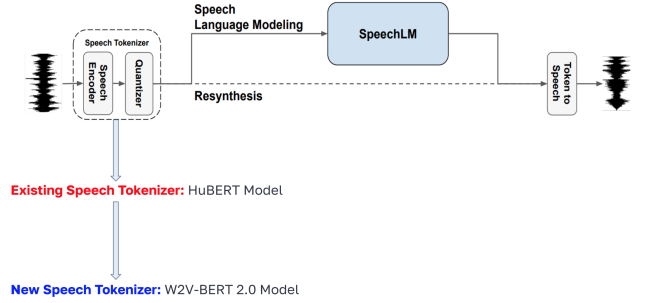 Speech
Language Modeling
SpeechLM
Speech Tokenizer
Speech
Encoder
Quantizer
Resynthesis
Token to
Speech
Existing Speech Tokenizer: HuBERT Model
New Speech Tokenizer: W2V-BERT 2.0 Model